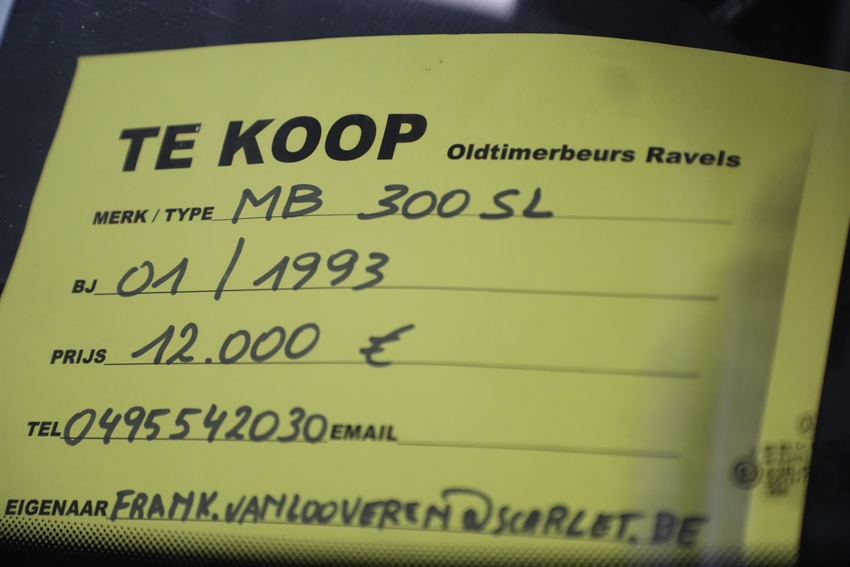 TE KOOP Oldtimerbeurs Ravels
MERK / TYPE MB 300 SL
BJ 01 / 1993
PRIJS 12.000 €
TEL 0495542030 EMAIL
EIGENAAR FRANK.VANLOOVEREN@SCARLET.BE